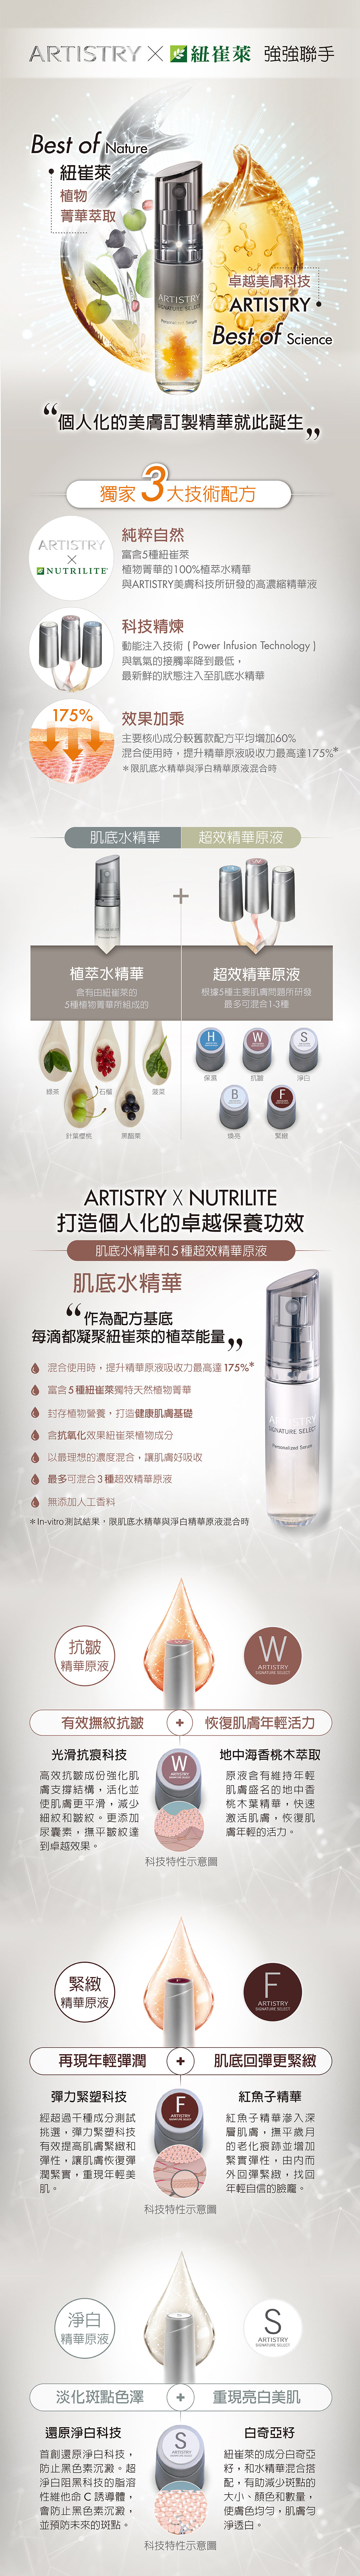 ARTISTRY × 紐崔萊 強強聯手
Best of Nature
紐崔萊
植物
菁華萃取
卓越美膚科技
ARTISTRY
Best of Science
ARTISTRY
SIGNATURE SELECT
Personalized Serum
“個人化的美膚訂製精華就此誕生”
獨家3大技術配方
ARTISTRY
×
NUTRILITE
純粹自然
富含5種紐崔萊
植物菁華的100%植萃水精華
與ARTISTRY美膚科技所研發的高濃縮精華液
科技精煉
動能注入技術 ( Power Infusion Technology )
與氧氣的接觸率降到最低，
最新鮮的狀態注入至肌底水精華
175%
效果加乘
主要核心成分較舊款配方平均增加60%
混合使用時，提升精華原液吸收力最高達175%*
*限肌底水精華與淨白精華原液混合時
肌底水精華
超效精華原液
+
植萃水精華
含有由紐崔萊的
5種植物菁華所組成的
超效精華原液
根據5種主要肌膚問題所研發
最多可混合1-3種
綠茶
石榴
菠菜
針葉櫻桃
黑醋栗
H
保濕
W
抗皺
S
淨白
B
煥亮
F
緊緻
ARTISTRY X NUTRILITE
打造個人化的卓越保養功效
肌底水精華和5種超效精華原液
肌底水精華
“作為配方基底
每滴都凝聚紐崔萊的植萃能量”
混合使用時，提升精華原液吸收力最高達175%*
富含5種紐崔萊獨特天然植物菁華
封存植物營養，打造健康肌膚基礎
含抗氧化效果紐崔萊植物成分
以最理想的濃度混合，讓肌膚好吸收
最多可混合3種超效精華原液
無添加人工香料
*In-vitro測試結果，限肌底水精華與淨白精華原液混合時
ARTISTRY
SIGNATURE SELECT
Personalized Serum
抗皺
精華原液
W
ARTISTRY
SIGNATURE SELECT
有效撫紋抗皺 + 恢復肌膚年輕活力
光滑抗痕科技
高效抗皺成份強化肌
膚支撐結構，活化並
使肌膚更平滑，減少
細紋和皺紋。更添加
尿囊素，撫平皺紋達
到卓越效果。
W
ARTISTRY
地中海香桃木萃取
原液含有維持年輕
肌膚盛名的地中香
桃木葉精華，快速
激活肌膚，恢復肌
膚年輕的活力。
科技特性示意圖
緊緻
精華原液
F
ARTISTRY
SIGNATURE SELECT
再現年輕彈潤 + 肌底回彈更緊緻
彈力緊塑科技
經超過千種成分測試
挑選，彈力緊塑科技
有效提高肌膚緊緻和
彈性，讓肌膚恢復彈
潤緊實，重現年輕美
肌。
F
ARTISTRY
紅魚子精華
紅魚子精華滲入深
層肌膚，撫平歲月
的老化痕跡並增加
緊實彈性，由內而
外回彈緊緻，找回
年輕自信的臉龐。
科技特性示意圖
淨白
精華原液
S
ARTISTRY
SIGNATURE SELECT
淡化斑點色澤 + 重現亮白美肌
還原淨白科技
首創還原淨白科技，
防止黑色素沉澱。超
淨白阻黑科技的脂溶
性維他命 C 誘導體，
會防止黑色素沉澱，
並預防未來的斑點。
S
ARTISTRY
白奇亞籽
紐崔萊的成分白奇亞
籽，和水精華混合搭
配，有助減少斑點的
大小、顏色和數量，
使膚色均勻，肌膚勻
淨透白。
科技特性示意圖